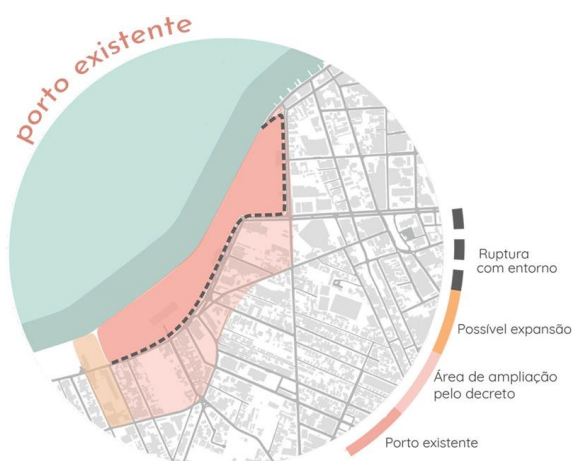 porto existente
Ruptura
com entorno
Possível expansão
Área de ampliação
pelo decreto
Porto existente